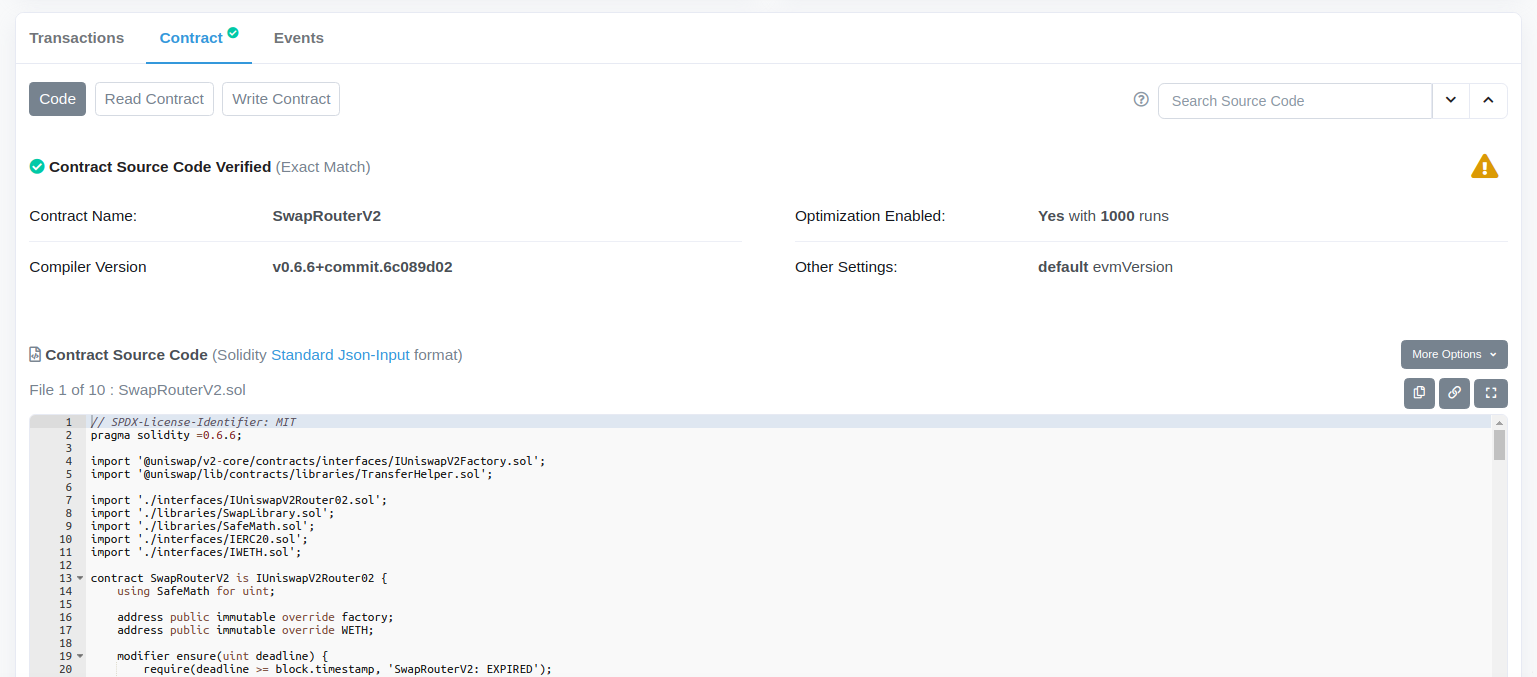 Transactions Contract Events
Code Read Contract Write Contract Search Source Code
Contract Source Code Verified (Exact Match)
Contract Name: SwapRouterV2 Optimization Enabled: Yes with 1000 runs
Compiler Version v0.6.6+commit.6c089d02 Other Settings: default evmVersion
Contract Source Code (Solidity Standard Json-Input format) More Options
File 1 of 10 : SwapRouterV2.sol
1 // SPDX-License-Identifier: MIT
2 pragma solidity =0.6.6;
3
4 import '@uniswap/v2-core/contracts/interfaces/IUniswapV2Factory.sol';
5 import '@uniswap/lib/contracts/libraries/TransferHelper.sol';
6
7 import './interfaces/IUniswapV2Router02.sol';
8 import './libraries/SwapLibrary.sol';
9 import './libraries/SafeMath.sol';
10 import './interfaces/IERC20.sol';
11 import './interfaces/IWETH.sol';
12
13 contract SwapRouterV2 is IUniswapV2Router02 {
14 using SafeMath for uint;
15
16 address public immutable override factory;
17 address public immutable override WETH;
18
19 modifier ensure(uint deadline) {
20 require(deadline >= block.timestamp, 'SwapRouterV2: EXPIRED');